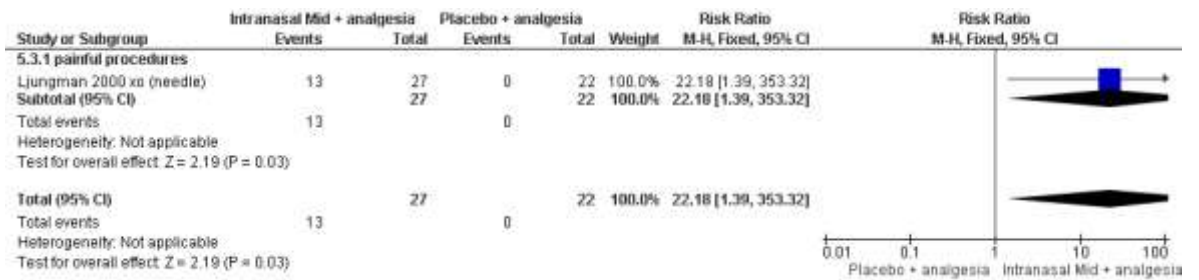 Intranasal Mid + analgesia Placebo + analgesia Risk Ratio Risk Ratio
Study or Subgroup Events Total Events Total Weight M-H, Fixed, 95% CI M-H, Fixed, 95% CI
5.3.1 painful procedures
Ljungman 2000 xo (needle) 13 27 0 22 100.0% 22.18 [1.39, 353.32]
Subtotal (95% CI) 27 22 100.0% 22.18 [1.39, 353.32]
Total events 13 0
Heterogeneity: Not applicable
Test for overall effect: Z = 2.19 (P = 0.03)
Total (95% CI) 27 22 100.0% 22.18 [1.39, 353.32]
Total events 13 0
Heterogeneity: Not applicable
Test for overall effect: Z = 2.19 (P = 0.03)
0.01 0.1 1 10 100
Placebo + analgesia Intranasal Mid + analgesia